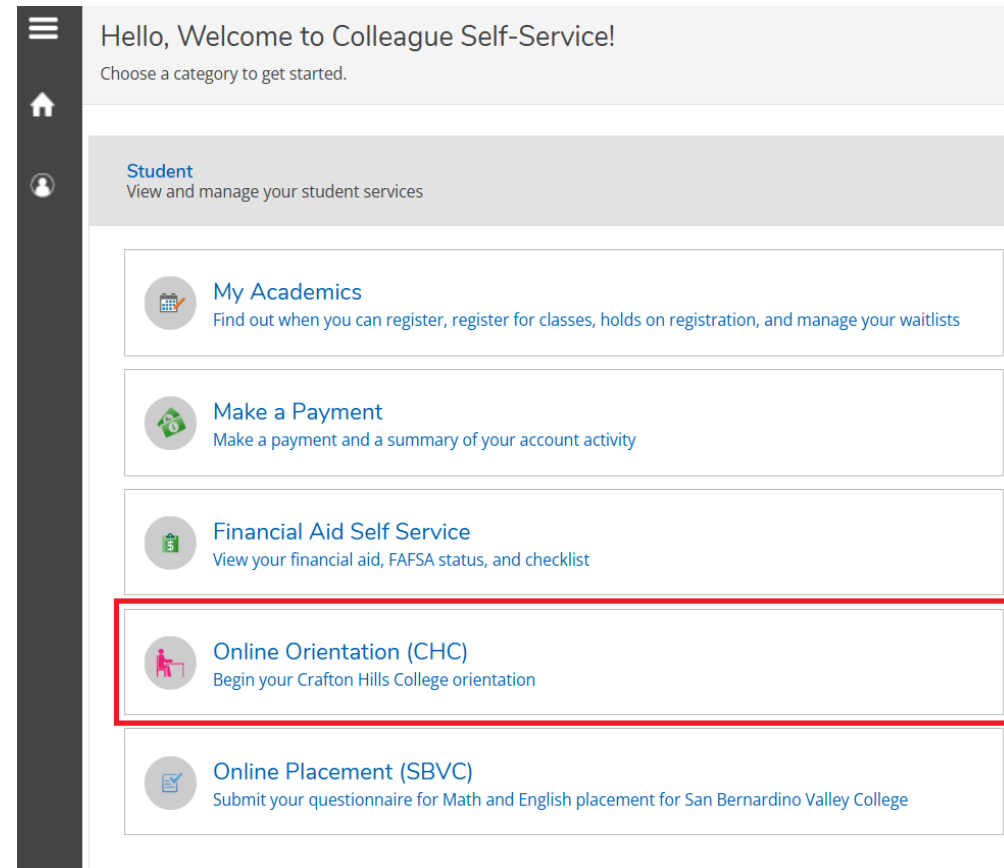 Hello, Welcome to Colleague Self-Service!
Choose a category to get started.
Student
View and manage your student services
My Academics
Find out when you can register, register for classes, holds on registration, and manage your waitlists
Make a Payment
Make a payment and a summary of your account activity
Financial Aid Self Service
View your financial aid, FAFSA status, and checklist
Online Orientation (CHC)
Begin your Crafton Hills College orientation
Online Placement (SBVC)
Submit your questionnaire for Math and English placement for San Bernardino Valley College